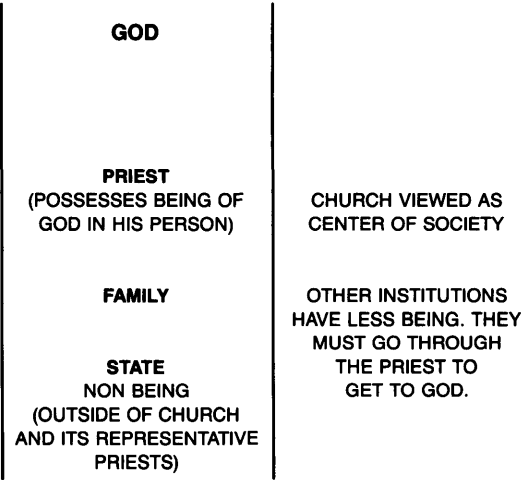 GOD
PRIEST
(POSSESSES BEING OF
GOD IN HIS PERSON)
CHURCH VIEWED AS
CENTER OF SOCIETY
FAMILY
STATE
NON BEING
(OUTSIDE OF CHURCH
AND ITS REPRESENTATIVE
PRIESTS)
OTHER INSTITUTIONS
HAVE LESS BEING. THEY
MUST GO THROUGH
THE PRIEST TO
GET TO GOD.